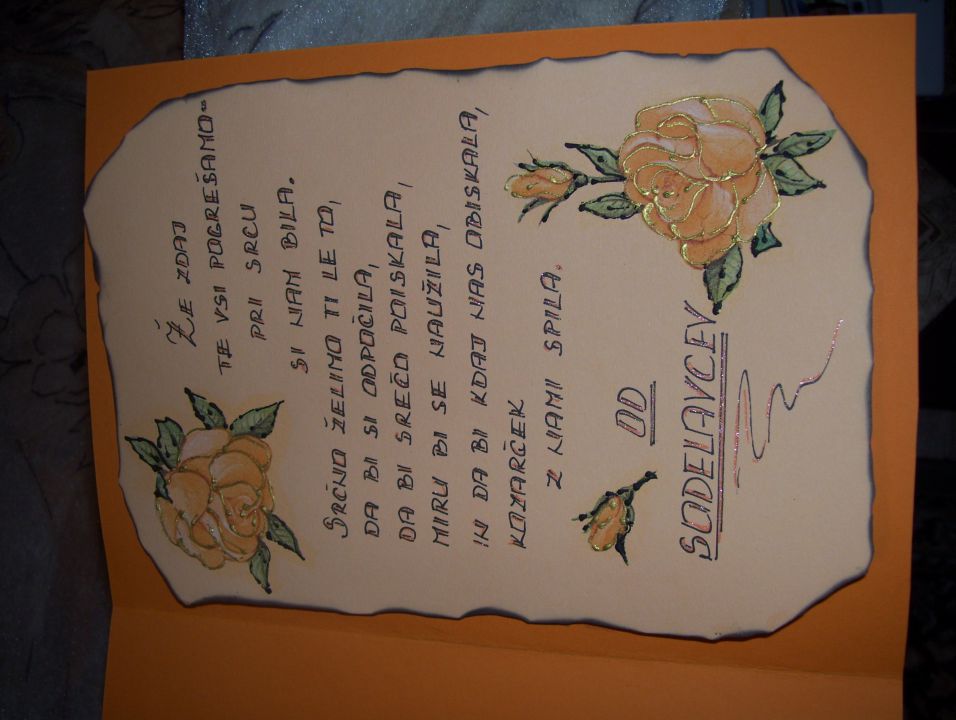 ŽE ZDAJ
TE VSI POGREŠAMO-
PRI SRCU
SI NAM BILA.
SRČNO ŽELIMO TI LE TO,
DA BI SI ODPOČILA,
DA BI SREČO POISKALA,
MIRU BI SE NAUŽILA,
IN DA BI KDAJ NAS OBISKALA,
KOZARČEK
Z NAMI SPILA.
OD
SODELAVCEV